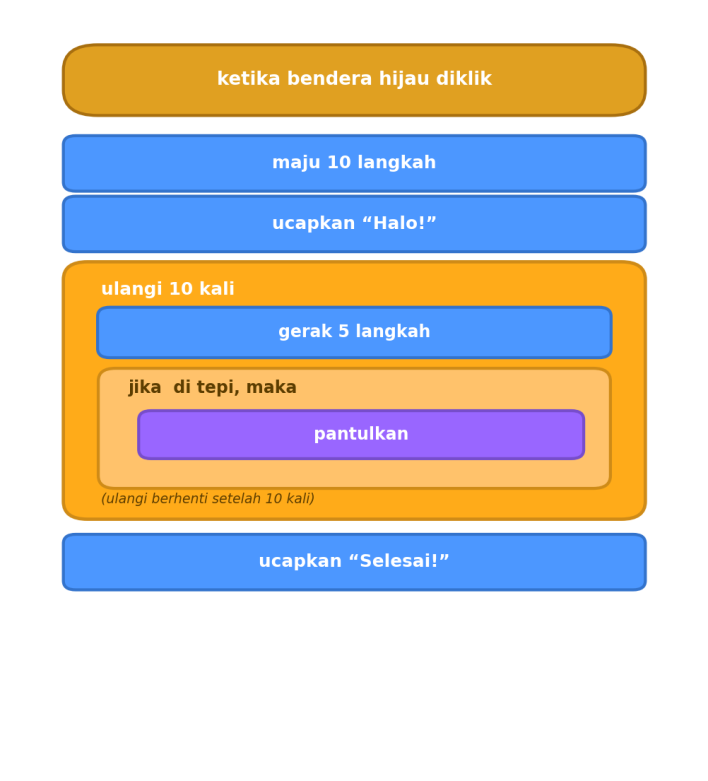 ketika bendera hijau diklik
maju 10 langkah
ucapkan “Halo!”
ulangi 10 kali
gerak 5 langkah
jika  di tepi, maka
pantulkan
(ulangi berhenti setelah 10 kali)
ucapkan “Selesai!”